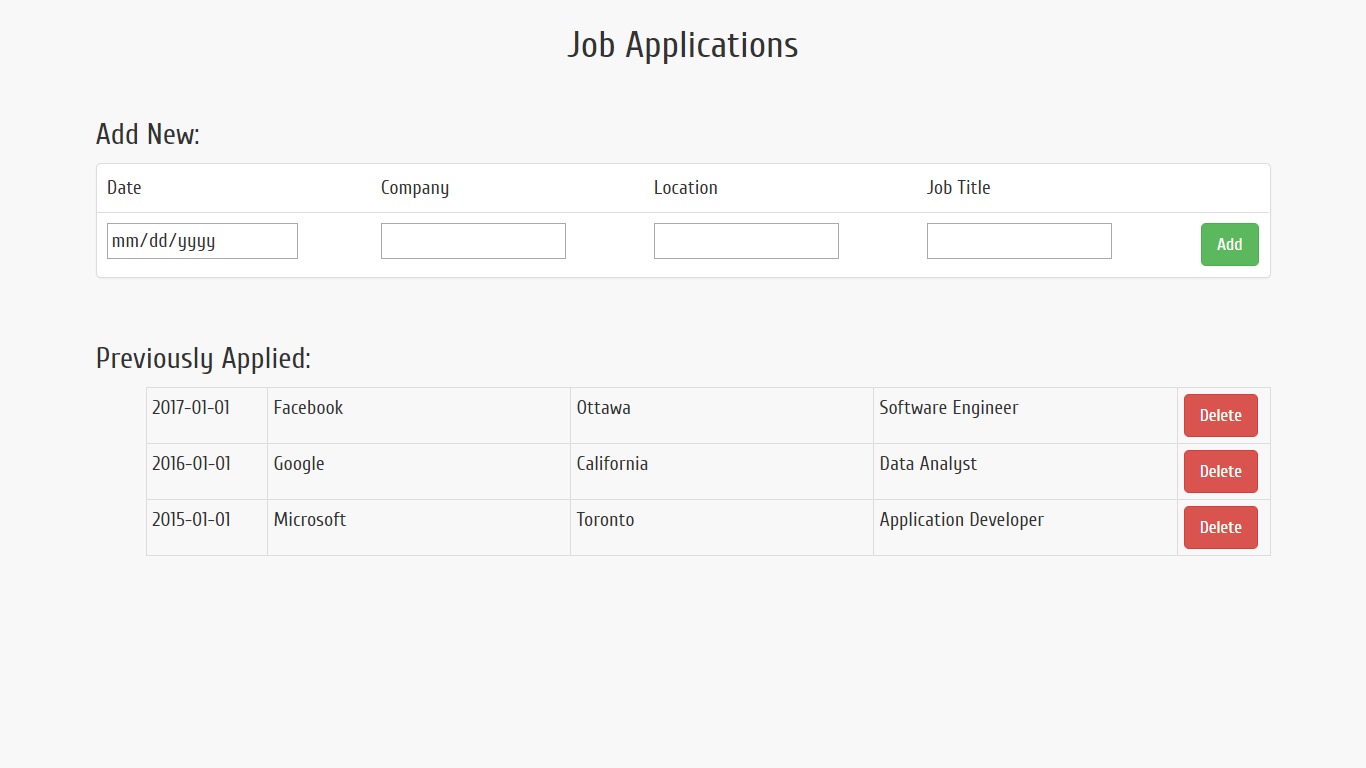 Job Applications
Add New:
Date Company Location Job Title
mm/dd/yyyy Add
Previously Applied:
2017-01-01 Facebook Ottawa Software Engineer Delete
2016-01-01 Google California Data Analyst Delete
2015-01-01 Microsoft Toronto Application Developer Delete